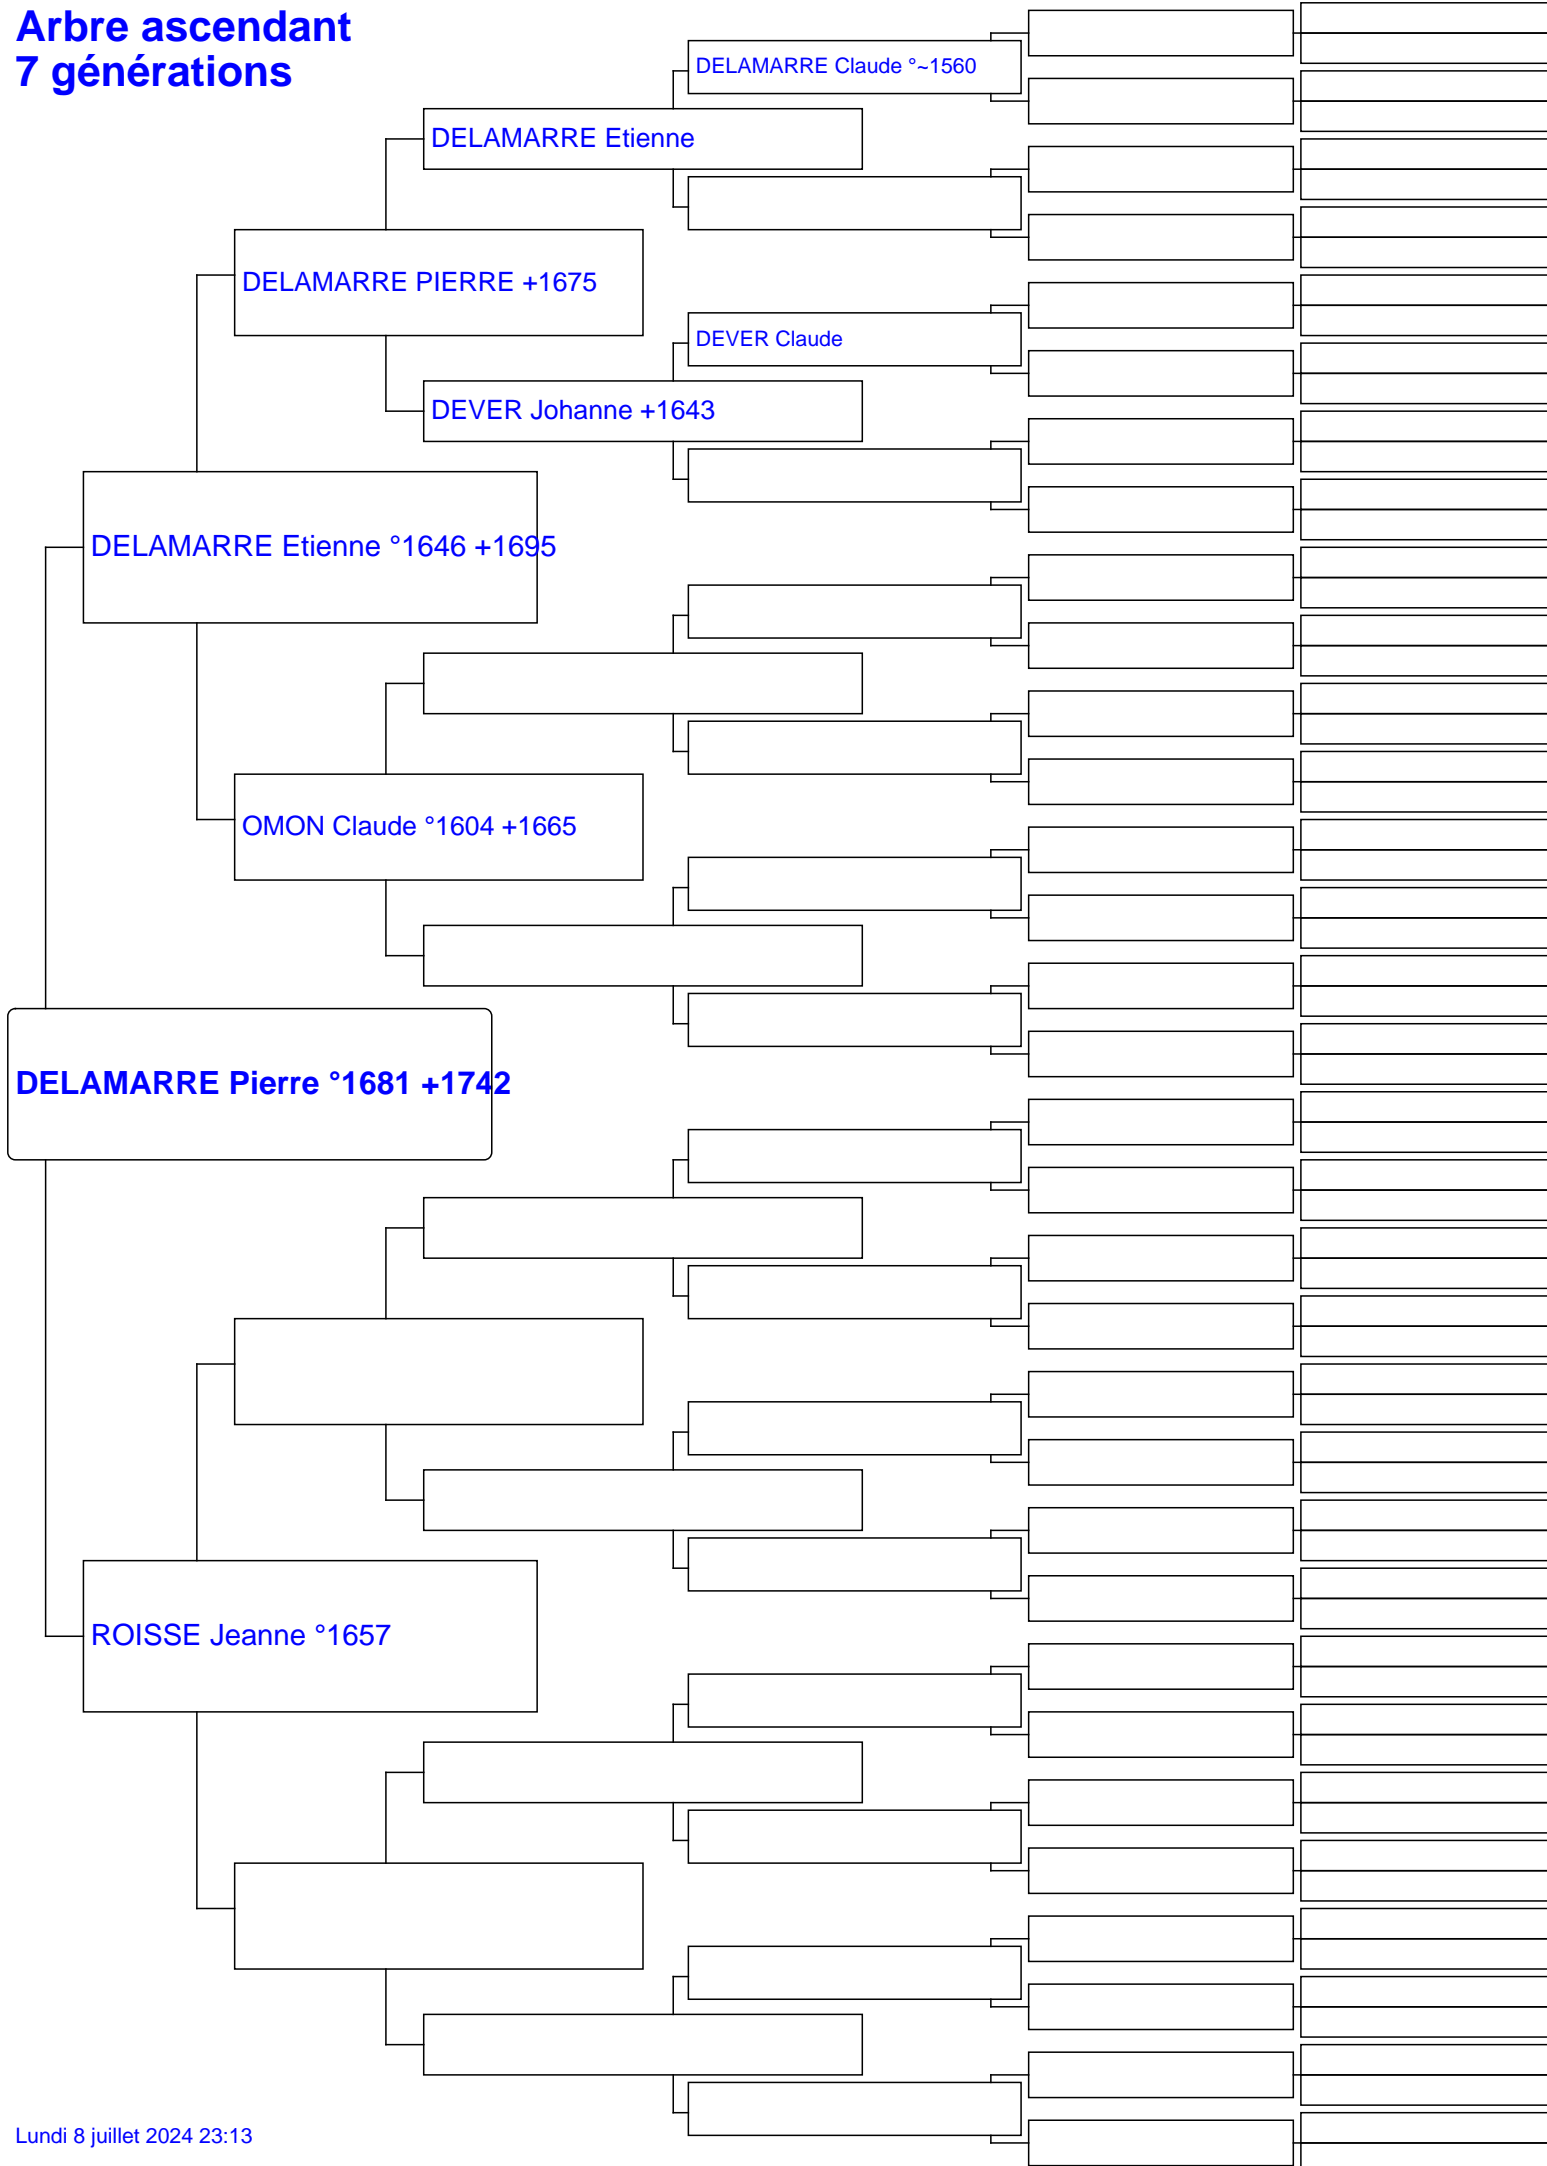 Arbre ascendant
7 générations
DELAMARRE Claude °~1560
DELAMARRE Etienne
DELAMARRE PIERRE +1675
DEVER Claude
DEVER Johanne +1643
DELAMARRE Etienne °1646 +1695
OMON Claude °1604 +1665
DELAMARRE Pierre °1681 +1742
ROISSE Jeanne °1657
Lundi 8 juillet 2024 23:13